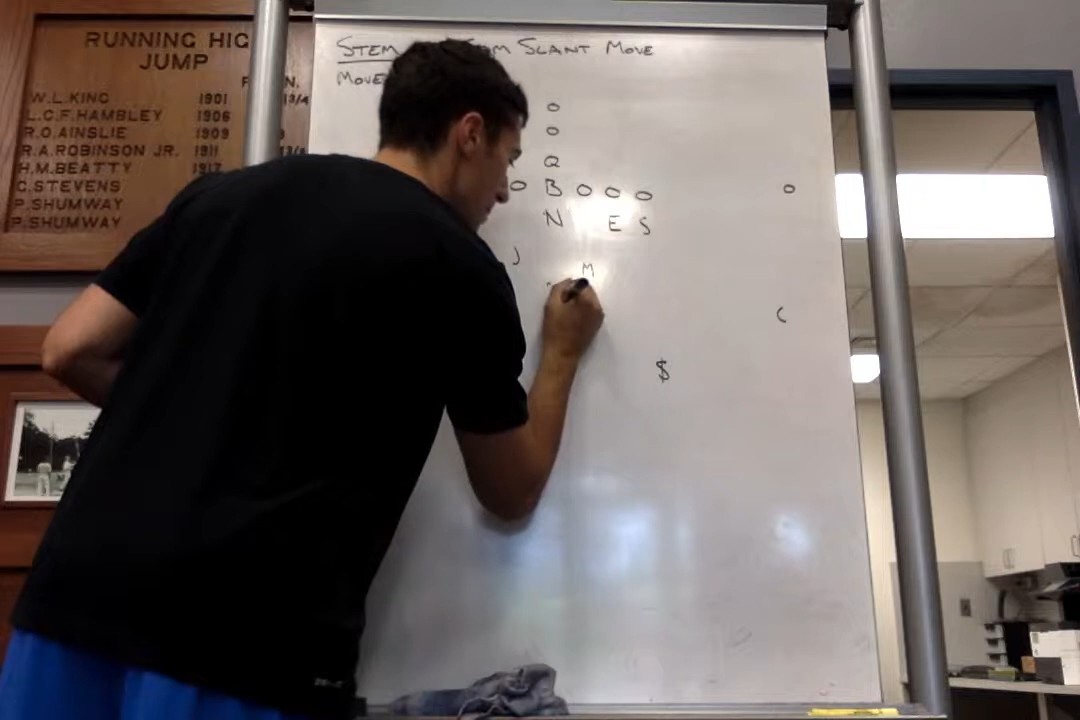 RUNNING HIG
JUMP
W.L. KING 1901
L.C.F. HAMBLEY 1906
R.O. AINSLIE 1909
R.A. ROBINSON JR. 1911
H.M. BEATTY 1917
C. STEVENS
P. SHUMWAY
P. SHUMWAY
STEM SLANT MOVE
MOVE
O
O
Q
O B O O O O
N E S
J
M
C
$